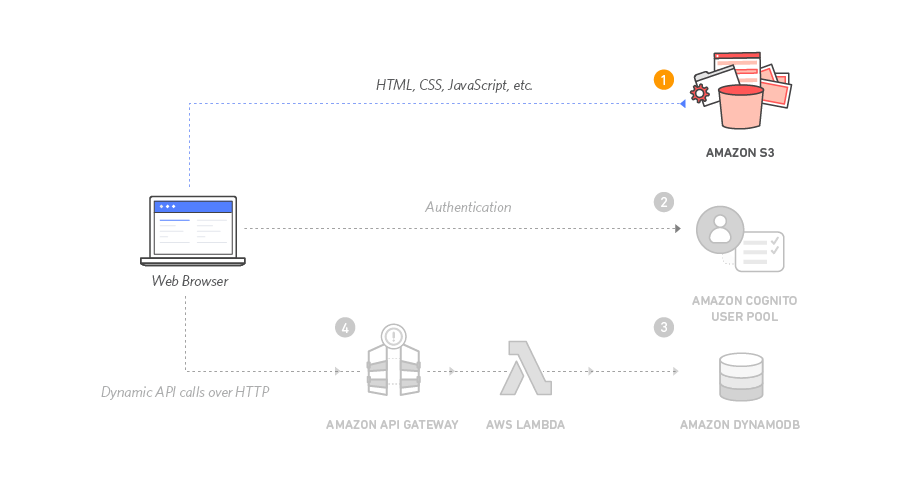 HTML, CSS, JavaScript, etc.
1
AMAZON S3
Authentication
2
Web Browser
AMAZON COGNITO
USER POOL
4
3
Dynamic API calls over HTTP
AMAZON API GATEWAY
AWS LAMBDA
AMAZON DYNAMODB